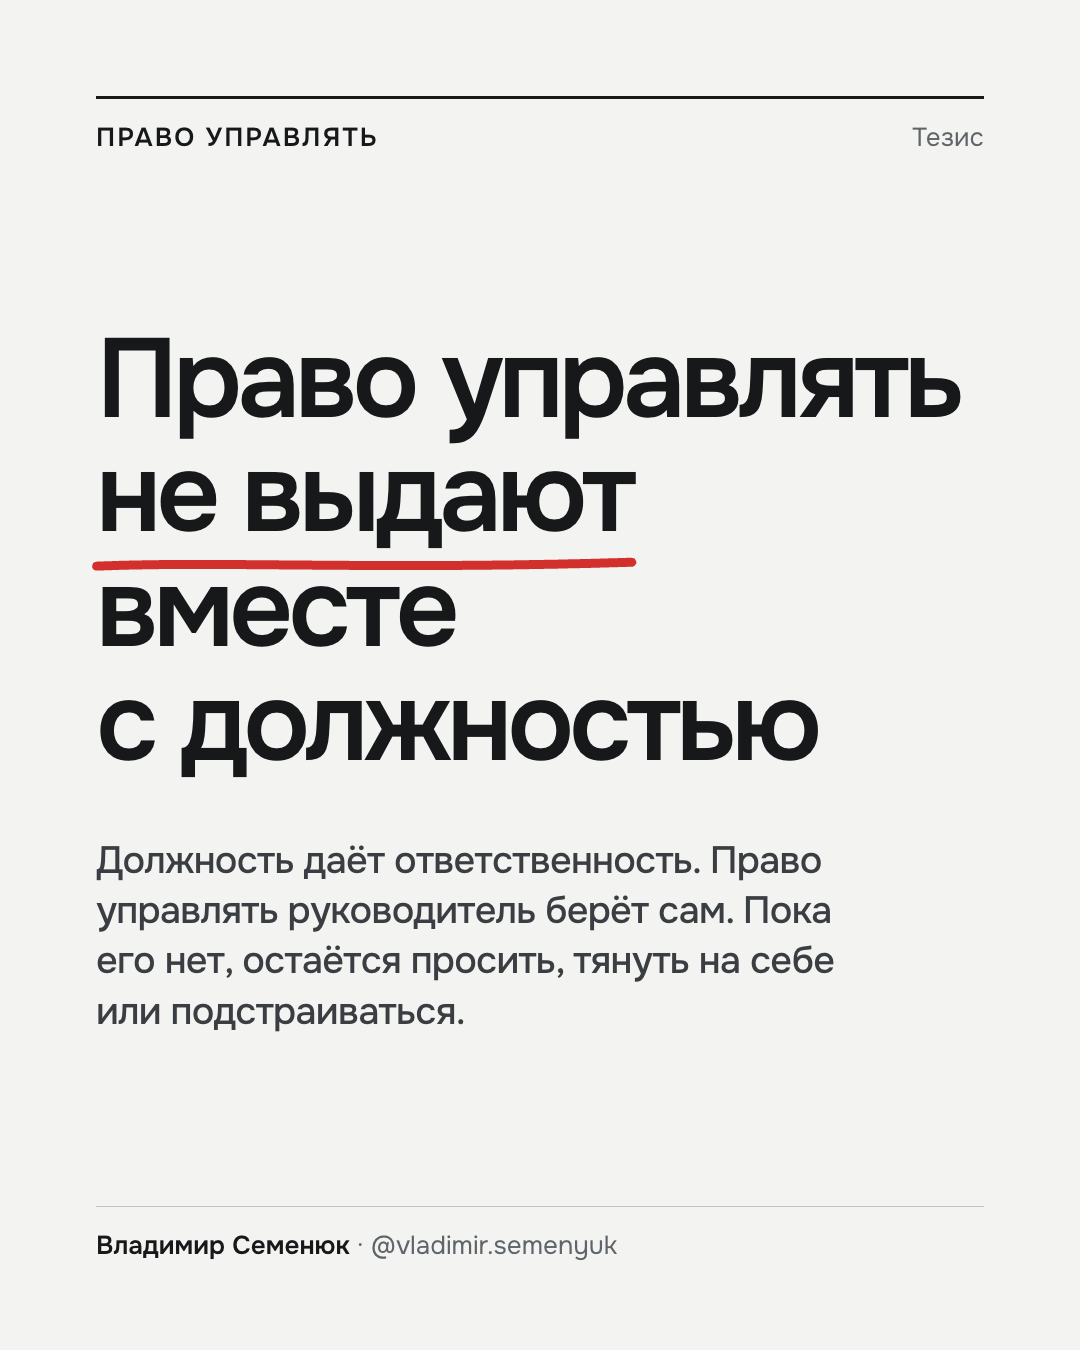 ПРАВО УПРАВЛЯТЬ
Тезис
Право управлять
не выдают
вместе
с должностью
Должность даёт ответственность. Право
управлять руководитель берёт сам. Пока
его нет, остаётся просить, тянуть на себе
или подстраиваться.
Владимир Семенюк · @vladimir.semenyuk